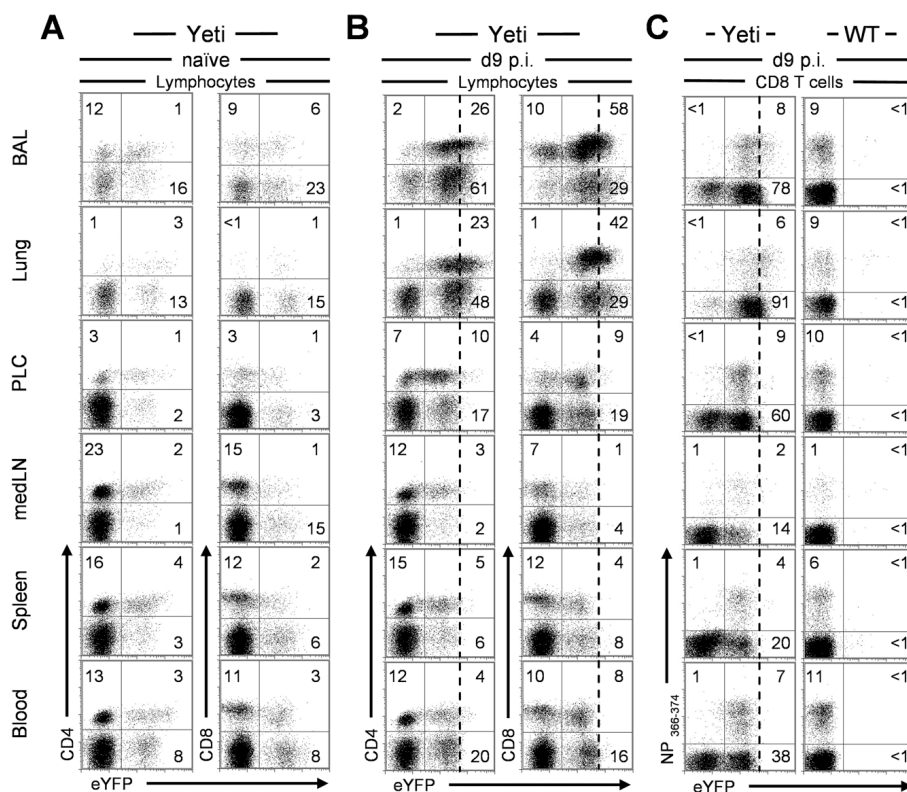 A B C
Yeti Yeti Yeti WT
naïve d9 p.i. d9 p.i.
Lymphocytes Lymphocytes CD8 T cells
BAL
12 1 9 6 2 26 10 58 <1 8 9 <1
16 23 61 29 78 <1
Lung
1 3 <1 1 1 23 1 42 <1 6 9 <1
13 15 48 29 91 <1
PLC
3 1 3 1 7 10 4 9 <1 9 10 <1
2 3 17 19 60 <1
medLN
23 2 15 1 12 3 7 1 1 2 1 <1
1 15 2 4 14 <1
Spleen
16 4 12 2 15 5 12 4 1 4 6 <1
3 6 6 8 20 <1
Blood
13 3 11 3 12 4 10 8 1 7 11 <1
8 8 20 16 38 <1
CD4 CD8 CD4 CD8 NP 366-374
eYFP eYFP eYFP